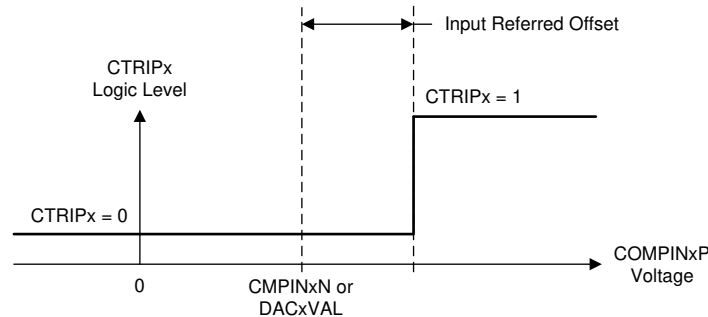 Input Referred Offset
CTRIPx
Logic Level
CTRIPx = 1
CTRIPx = 0
COMPINxP
Voltage
0
CMPINxN or
DACxVAL